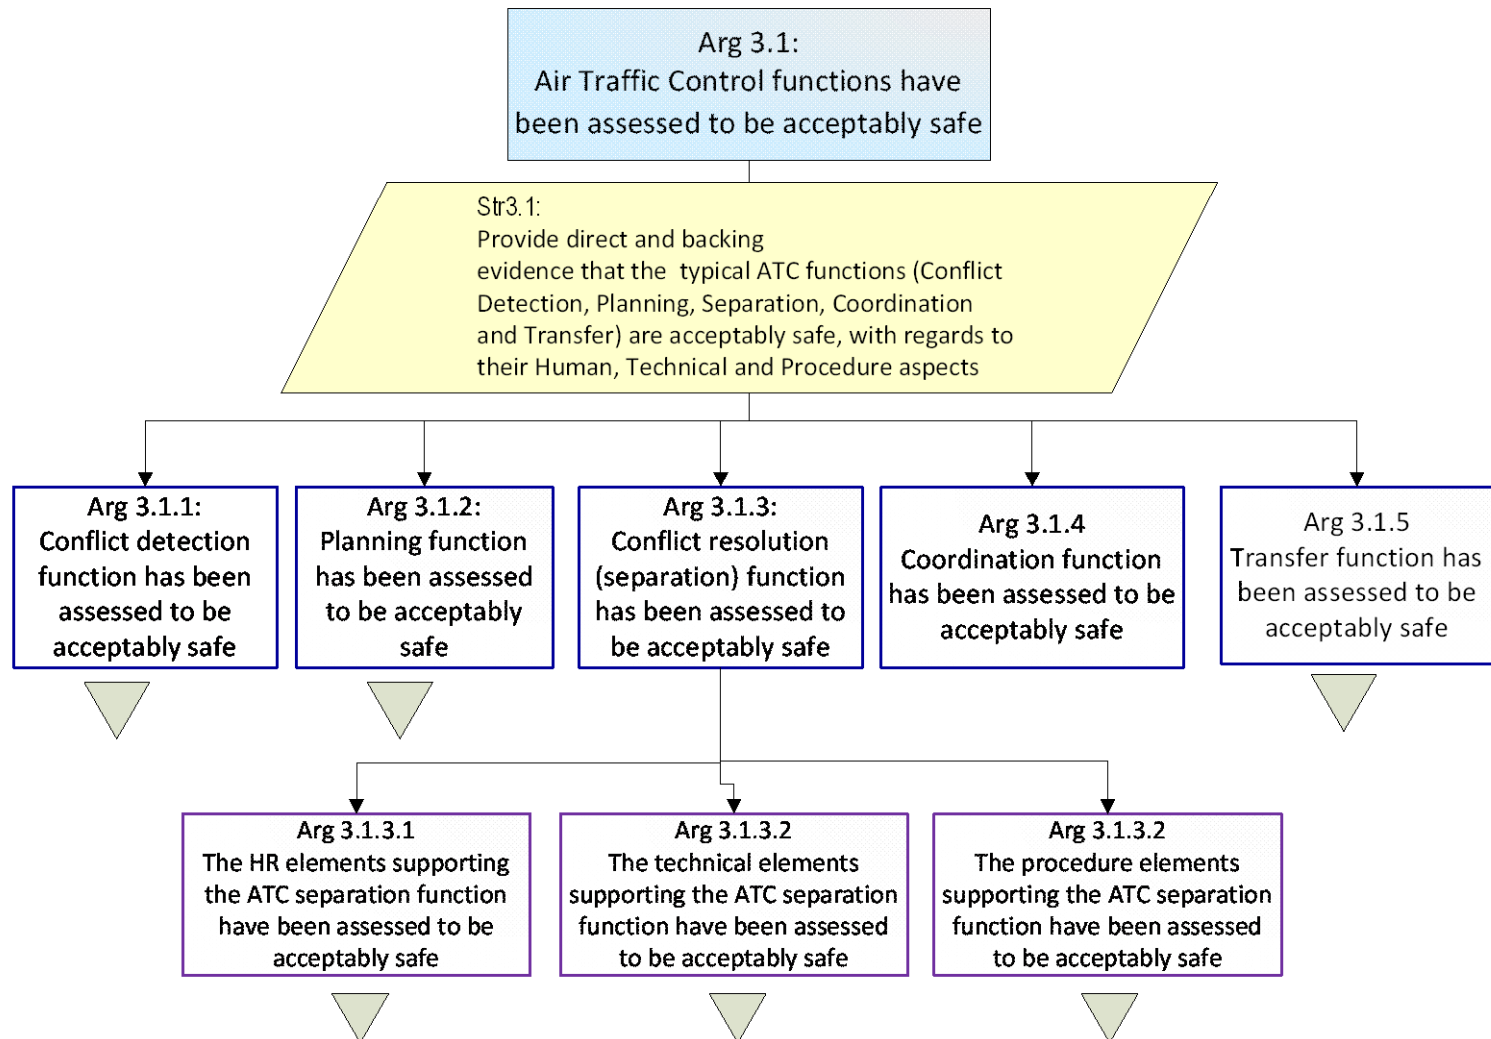 Arg 3.1:
Air Traffic Control functions have
been assessed to be acceptably safe
Str3.1:
Provide direct and backing
evidence that the typical ATC functions (Conflict
Detection, Planning, Separation, Coordination
and Transfer) are acceptably safe, with regards to
their Human, Technical and Procedure aspects
Arg 3.1.1:
Conflict detection
function has been
assessed to be
acceptably safe
Arg 3.1.2:
Planning function
has been assessed
to be acceptably
safe
Arg 3.1.3:
Conflict resolution
(separation) function
has been assessed to
be acceptably safe
Arg 3.1.4
Coordination function
has been assessed to be
acceptably safe
Arg 3.1.5
Transfer function has
been assessed to be
acceptably safe
Arg 3.1.3.1
The HR elements supporting
the ATC separation function
have been assessed to be
acceptably safe
Arg 3.1.3.2
The technical elements
supporting the ATC separation
function have been assessed
to be acceptably safe
Arg 3.1.3.2
The procedure elements
supporting the ATC separation
function have been assessed
to be acceptably safe